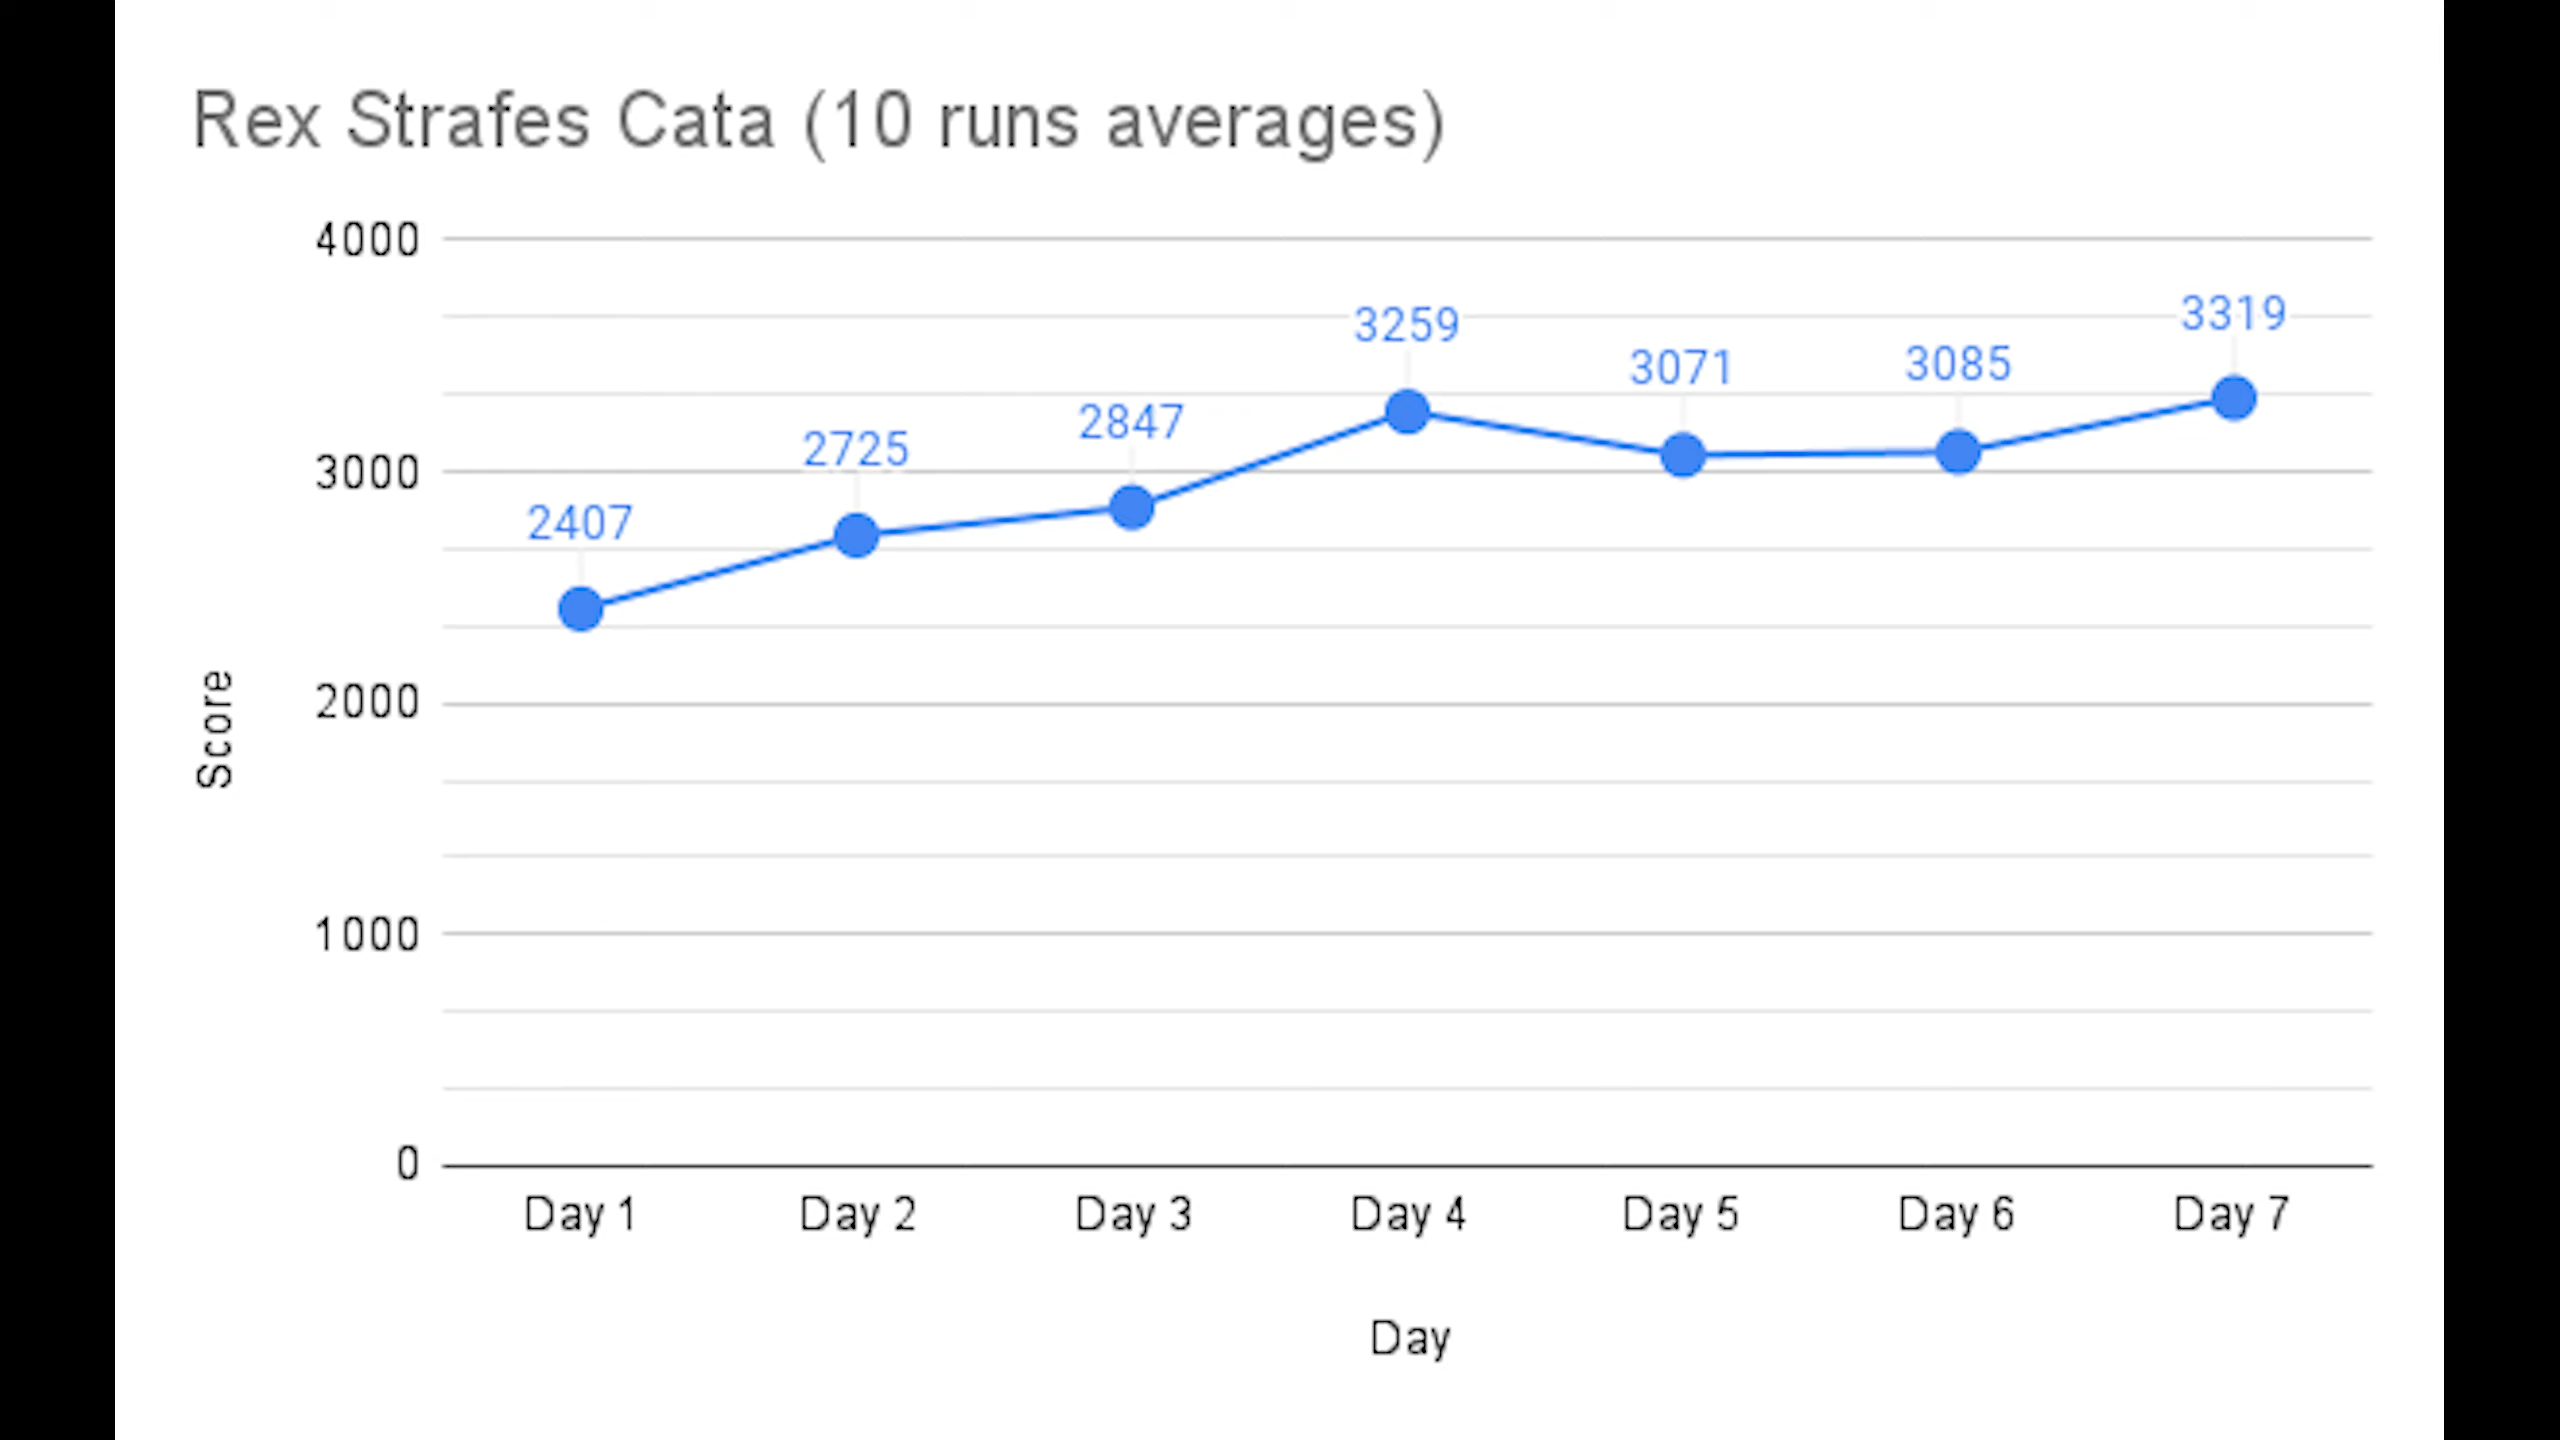 Rex Strafes Cata (10 runs averages)
4000
3000
2000
1000
0
Score
2407
2725
2847
3259
3071
3085
3319
Day 1
Day 2
Day 3
Day 4
Day 5
Day 6
Day 7
Day